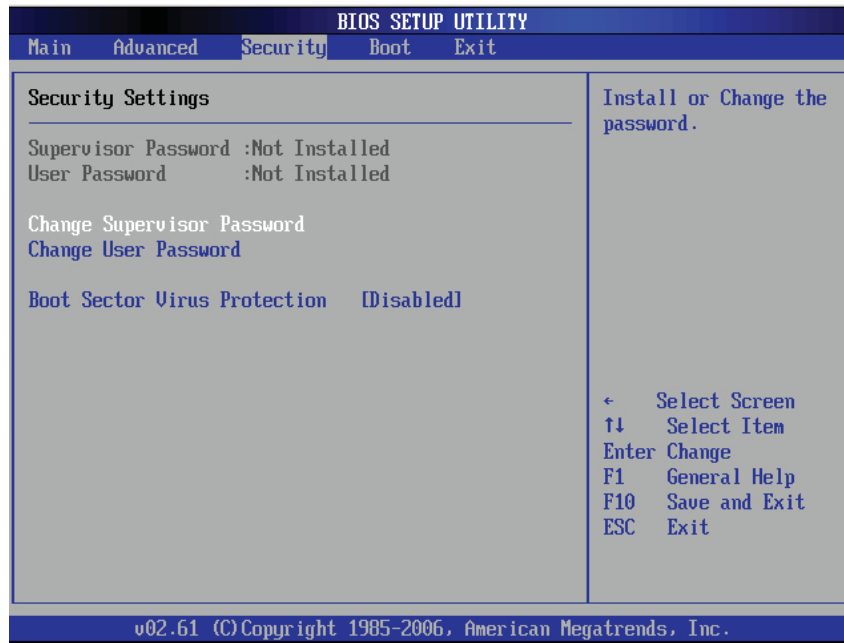 BIOS SETUP UTILITY
Main Advanced Security Boot Exit
Security Settings
Supervisor Password :Not Installed
User Password :Not Installed
Change Supervisor Password
Change User Password
Boot Sector Virus Protection [Disabled]
Install or Change the
password.
← Select Screen
↑↓ Select Item
Enter Change
F1 General Help
F10 Save and Exit
ESC Exit
v02.61 (C)Copyright 1985-2006, American Megatrends, Inc.